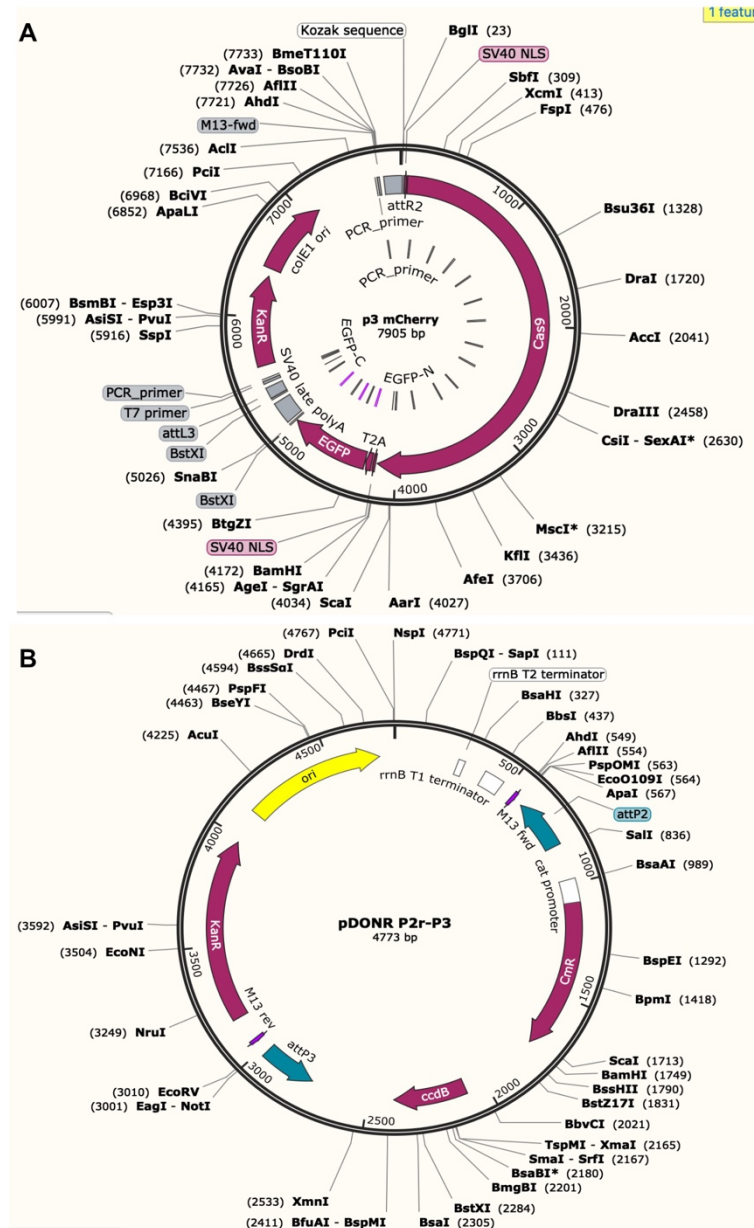 1 featur
A
Kozak sequence
BglI (23)
SV40 NLS
SbfI (309)
XcmI (413)
FspI (476)
Bsu36I (1328)
DraI (1720)
AccI (2041)
DraIII (2458)
CsiI - SexAI* (2630)
MscI* (3215)
KflI (3436)
AfeI (3706)
AarI (4027)
(4034) ScaI
(4165) AgeI - SgrAI
(4172) BamHI
SV40 NLS
(4395) BtgZI
BstXI
(5026) SnaBI
BstXI
attL3
T7 primer
PCR_primer
(5916) SspI
(5991) AsiSI - PvuI
(6007) BsmBI - Esp3I
(6852) ApaLI
(6968) BciVI
(7166) PciI
(7536) AclI
M13-fwd
(7721) AhdI
(7726) AflII
(7732) AvaI - BsoBI
(7733) BmeT110I
1000
2000
3000
4000
5000
6000
7000
attR2
PCR_primer
PCR_primer
Cas9
p3 mCherry
7905 bp
EGFP-C
EGFP-N
T2A
EGFP
SV40 late polyA
KanR
colE1 ori
B
(4767) PciI
NspI (4771)
BspQI - SapI (111)
rrnB T2 terminator
BsaHI (327)
BbsI (437)
AhdI (549)
AflII (554)
PspOMI (563)
EcoO109I (564)
ApaI (567)
attP2
SalI (836)
BsaAI (989)
BspEI (1292)
BpmI (1418)
ScaI (1713)
BamHI (1749)
BssHII (1790)
BstZ17I (1831)
BbvCI (2021)
TspMI - XmaI (2165)
SmaI - SrfI (2167)
BsaBI* (2180)
BmgBI (2201)
BstXI (2284)
BsaI (2305)
(2411) BfuAI - BspMI
(2533) XmnI
(3001) EagI - NotI
(3010) EcoRV
(3249) NruI
(3504) EcoNI
(3592) AsiSI - PvuI
(4225) AcuI
(4463) BseYI
(4467) PspFI
(4594) BssSαI
(4665) DrdI
500
1000
1500
2000
2500
3000
3500
4000
4500
rrnB T1 terminator
M13 fwd
cat promoter
CmR
pDONR P2r-P3
4773 bp
ccdB
attP3
M13 rev
KanR
ori